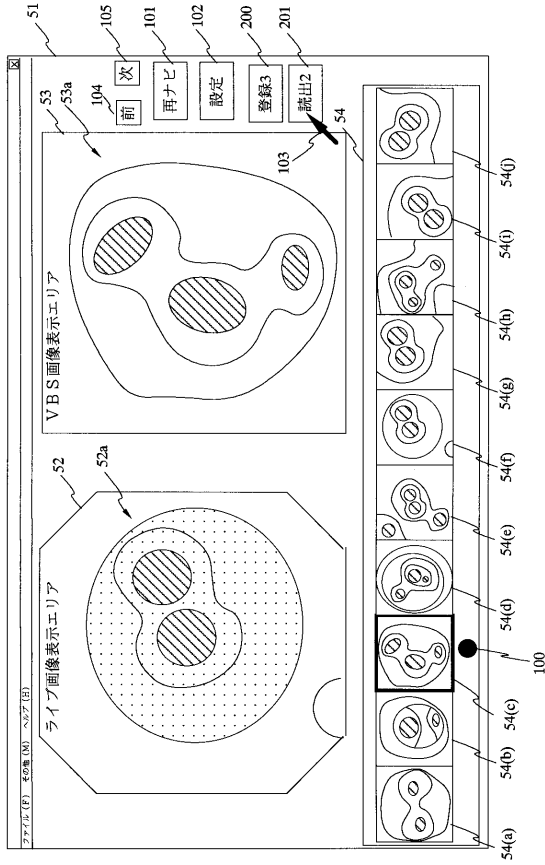 ファイル (F)　その他 (M)　ヘルプ (H)
51
ライブ画像表示エリア
52
52a
VBS画像表示エリア
53
53a
104
105
前
次
再ナビ
101
設定
102
登録3
200
読出2
201
103
54
54(a)
54(b)
54(c)
54(d)
54(e)
54(f)
54(g)
54(h)
54(i)
54(j)
100